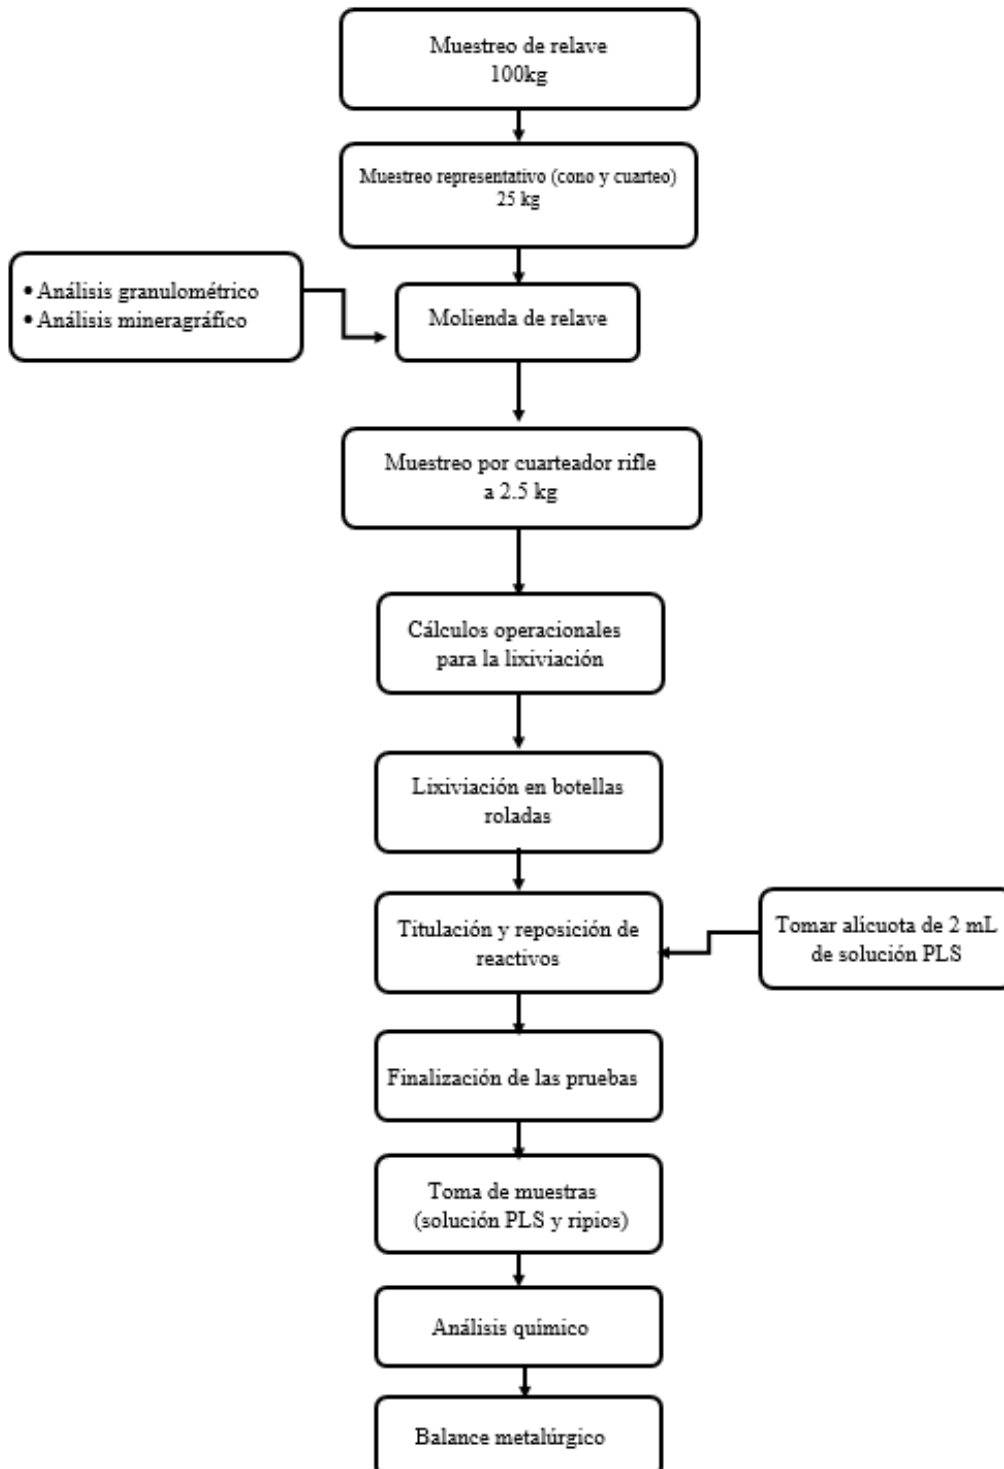 Muestreo de relave
100kg
Muestreo representativo (cono y cuarteo)
25 kg
• Análisis granulométrico
• Análisis mineragráfico
Molienda de relave
Muestreo por cuarteador rifle
a 2.5 kg
Cálculos operacionales
para la lixiviación
Lixiviación en botellas
roladas
Titulación y reposición de
reactivos
Tomar alícuota de 2 mL
de solución PLS
Finalización de las pruebas
Toma de muestras
(solución PLS y ripios)
Análisis químico
Balance metalúrgico